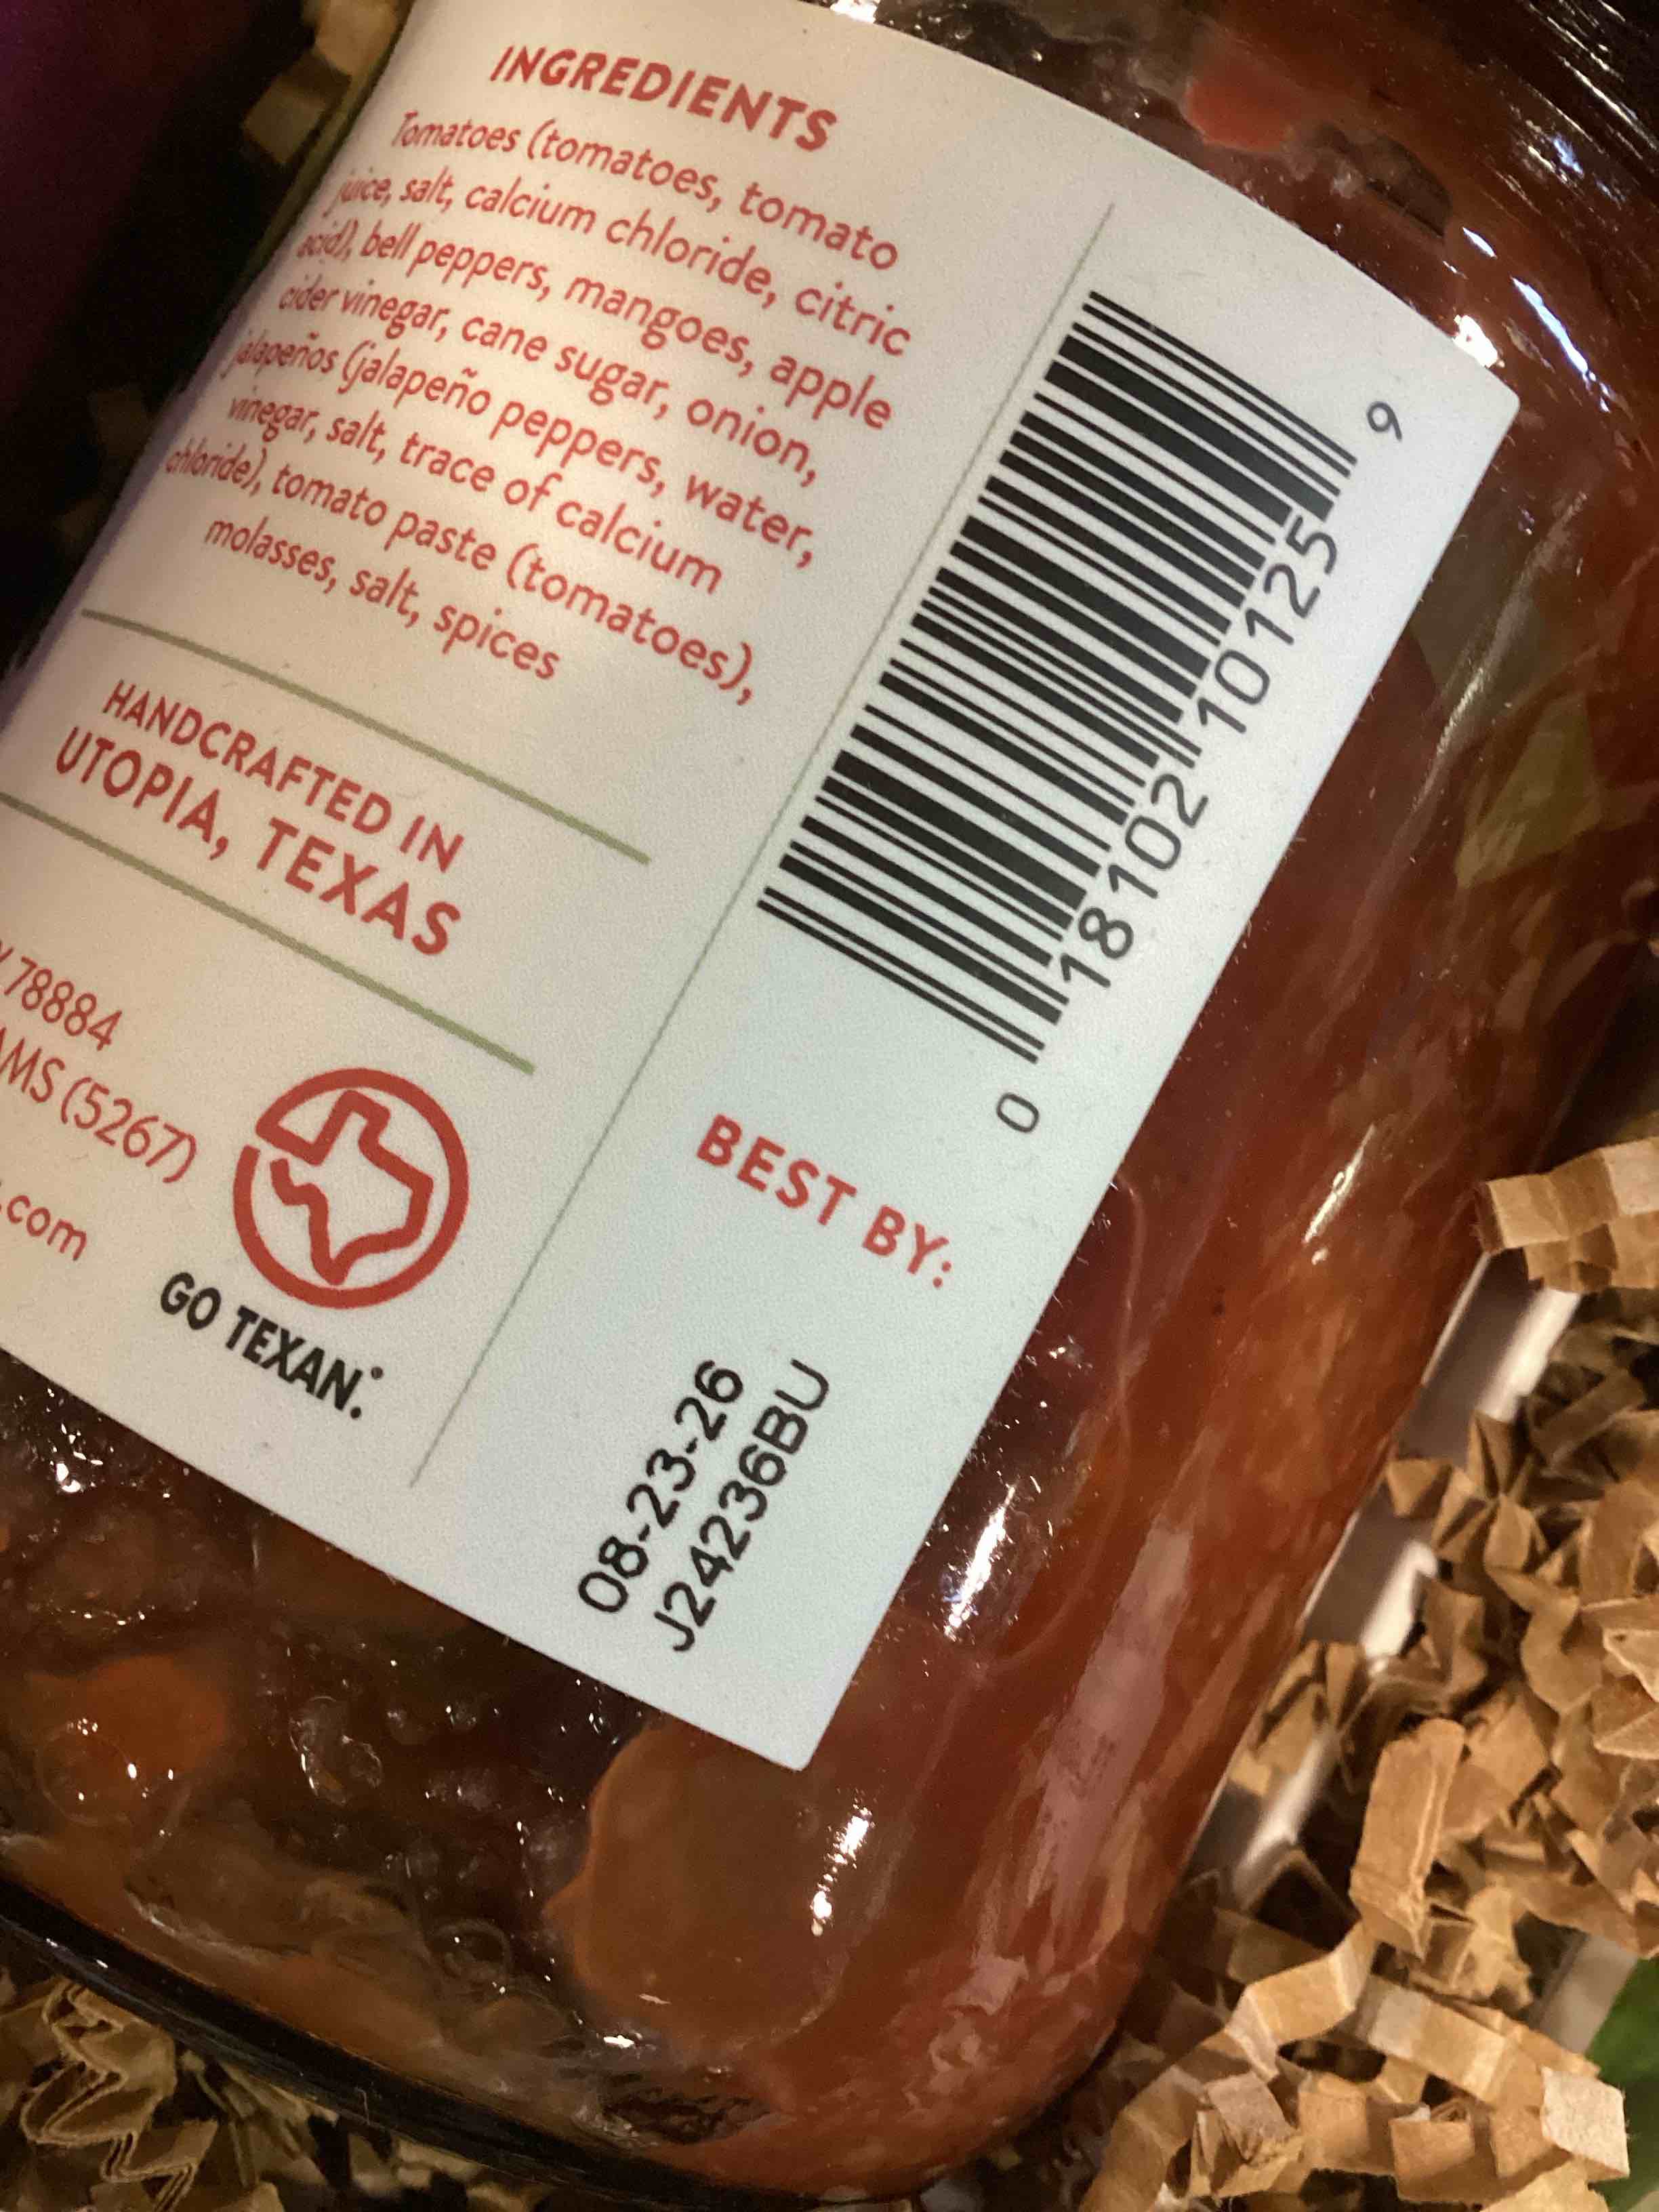 INGREDIENTS
Tomatoes (tomatoes, tomato
juice, salt, calcium chloride, citric
acid), bell peppers, mangoes, apple
cider vinegar, cane sugar, onion,
jalapeños (jalapeño peppers, water,
vinegar, salt, trace of calcium
chloride), tomato paste (tomatoes),
molasses, salt, spices
HANDCRAFTED IN
UTOPIA, TEXAS
78884
AMS (5267)
.com
GO TEXAN.
0 18102 10125 9
BEST BY:
08-23-26
J24236BU